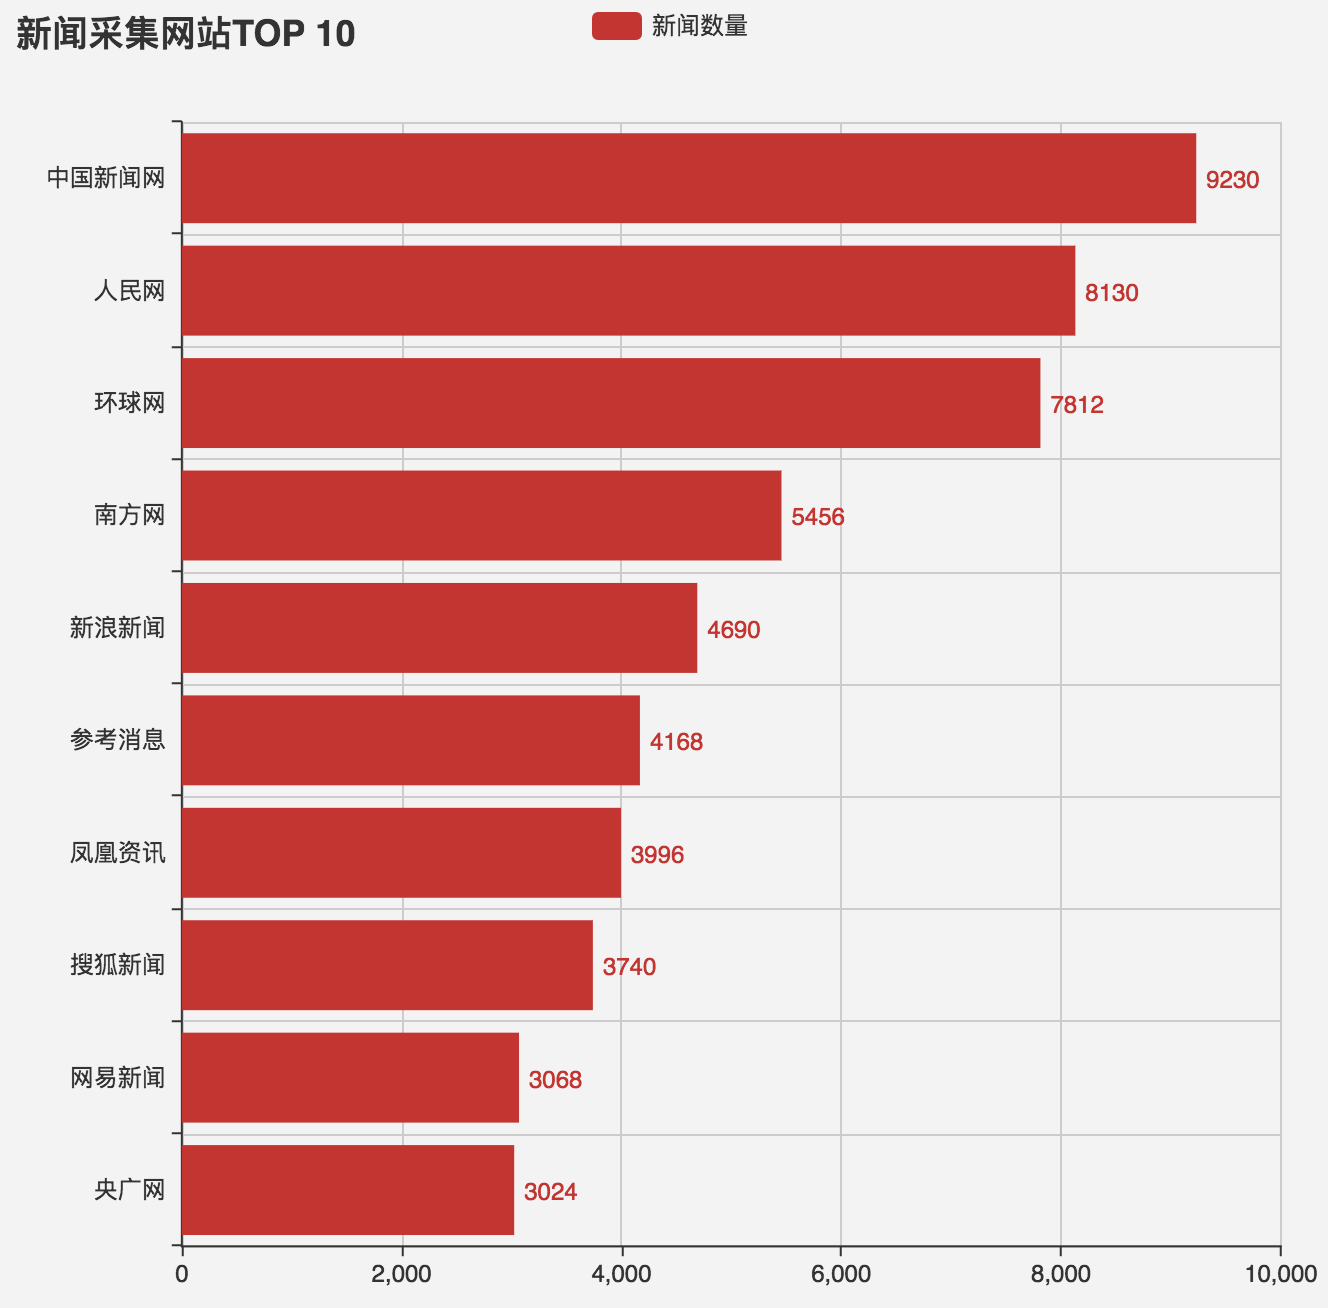 新闻采集网站TOP 10
新闻数量
中国新闻网 9230
人民网 8130
环球网 7812
南方网 5456
新浪新闻 4690
参考消息 4168
凤凰资讯 3996
搜狐新闻 3740
网易新闻 3068
央广网 3024
0 2,000 4,000 6,000 8,000 10,000